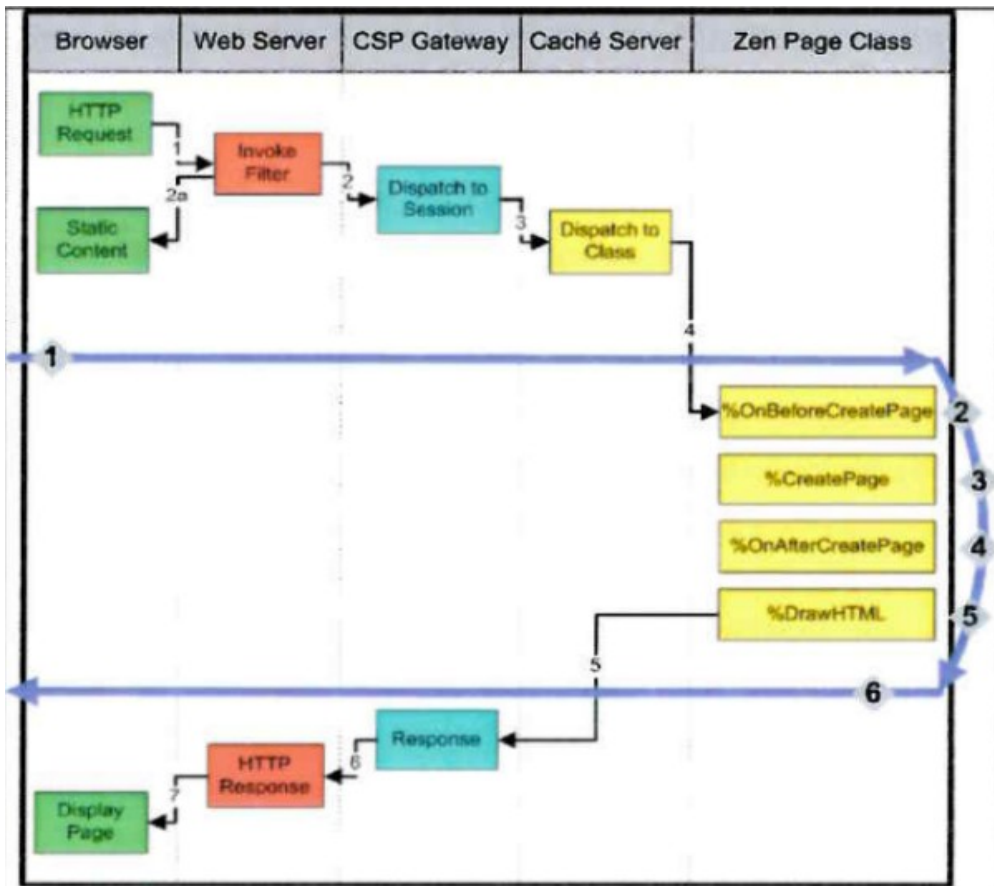 Browser
Web Server
CSP Gateway
Caché Server
Zen Page Class
HTTP
Request
1
Invoke
Filter
2
Dispatch to
Session
2a
3
Static
Content
Dispatch to
Class
4
1
%OnBeforeCreatePage
2
%CreatePage
3
%OnAfterCreatePage
4
%DrawHTML
5
5
6
Response
6
HTTP
Response
7
Display
Page